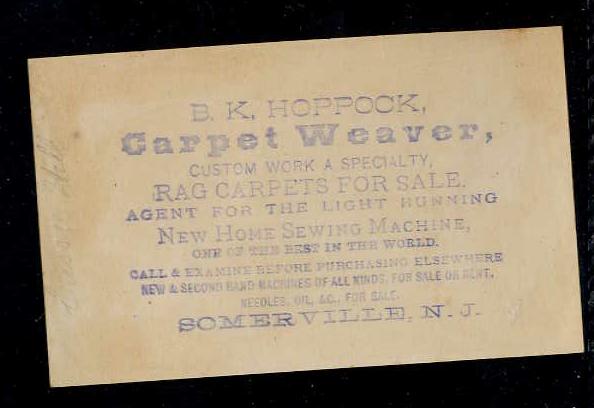 B. K. HOPPOCK,
Carpet Weaver,
CUSTOM WORK A SPECIALTY,
RAG CARPETS FOR SALE.
AGENT FOR THE LIGHT RUNNING
NEW HOME SEWING MACHINE,
ONE OF THE BEST IN THE WORLD.
CALL & EXAMINE BEFORE PURCHASING ELSEWHERE
NEW & SECOND HAND MACHINES OF ALL KINDS, FOR SALE OR RENT.
NEEDLES, OIL, &C., FOR SALE.
SOMERVILLE, N. J.